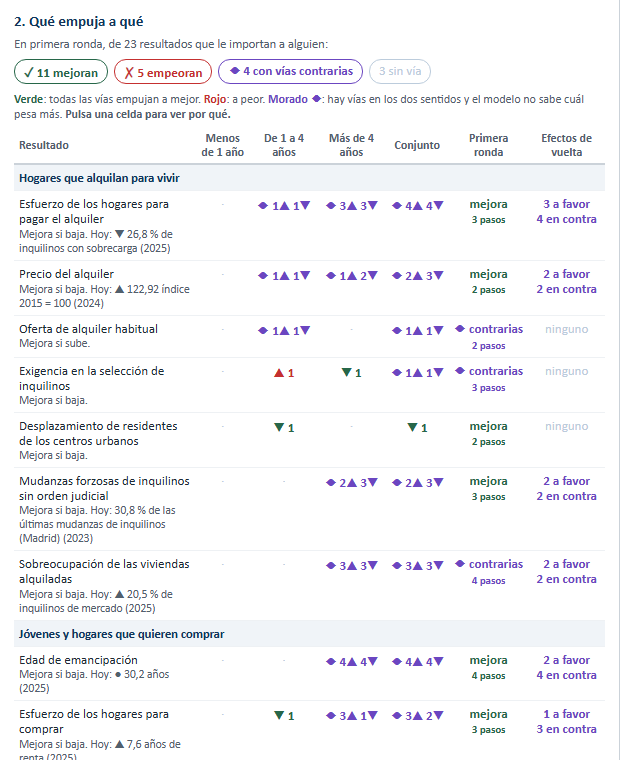 2. Qué empuja a qué
En primera ronda, de 23 resultados que le importan a alguien:
✓ 11 mejoran ✗ 5 empeoran ◆ 4 con vías contrarias 3 sin vía
Verde: todas las vías empujan a mejor. Rojo: a peor. Morado ◆: hay vías en los dos sentidos y el modelo no sabe cuál
pesa más. Pulsa una celda para ver por qué.
Resultado Menos de 1 año De 1 a 4 años Más de 4 años Conjunto Primera ronda Efectos de vuelta
Hogares que alquilan para vivir
Esfuerzo de los hogares para · ◆ 1▲ 1▼ ◆ 3▲ 3▼ ◆ 4▲ 4▼ mejora 3 a favor
pagar el alquiler 3 pasos 4 en contra
Mejora si baja. Hoy: ▼ 26,8 % de
inquilinos con sobrecarga (2025)
Precio del alquiler · ◆ 1▲ 1▼ ◆ 1▲ 2▼ ◆ 2▲ 3▼ mejora 2 a favor
Mejora si baja. Hoy: ▲ 122,92 índice 2 pasos 2 en contra
2015 = 100 (2024)
Oferta de alquiler habitual · ◆ 1▲ 1▼ · ◆ 1▲ 1▼ ◆ contrarias ninguno
Mejora si sube. 2 pasos
Exigencia en la selección de · ▲ 1 ▼ 1 ◆ 1▲ 1▼ ◆ contrarias ninguno
inquilinos 3 pasos
Mejora si baja.
Desplazamiento de residentes · ▼ 1 · ▼ 1 mejora ninguno
de los centros urbanos 2 pasos
Mejora si baja.
Mudanzas forzosas de inquilinos · · ◆ 2▲ 3▼ ◆ 2▲ 3▼ mejora 2 a favor
sin orden judicial 3 pasos 2 en contra
Mejora si baja. Hoy: 30,8 % de las
últimas mudanzas de inquilinos
(Madrid) (2023)
Sobreocupación de las viviendas · · ◆ 3▲ 3▼ ◆ 3▲ 3▼ ◆ contrarias 2 a favor
alquiladas 4 pasos 2 en contra
Mejora si baja. Hoy: ▲ 20,5 % de
inquilinos de mercado (2025)
Jóvenes y hogares que quieren comprar
Edad de emancipación · · ◆ 4▲ 4▼ ◆ 4▲ 4▼ mejora 2 a favor
Mejora si baja. Hoy: ● 30,2 años 4 pasos 4 en contra
(2025)
Esfuerzo de los hogares para · ▼ 1 ◆ 3▲ 1▼ ◆ 3▲ 2▼ mejora 1 a favor
comprar 3 pasos 3 en contra
Mejora si baja. Hoy: ▲ 7,6 años de
renta (2025)